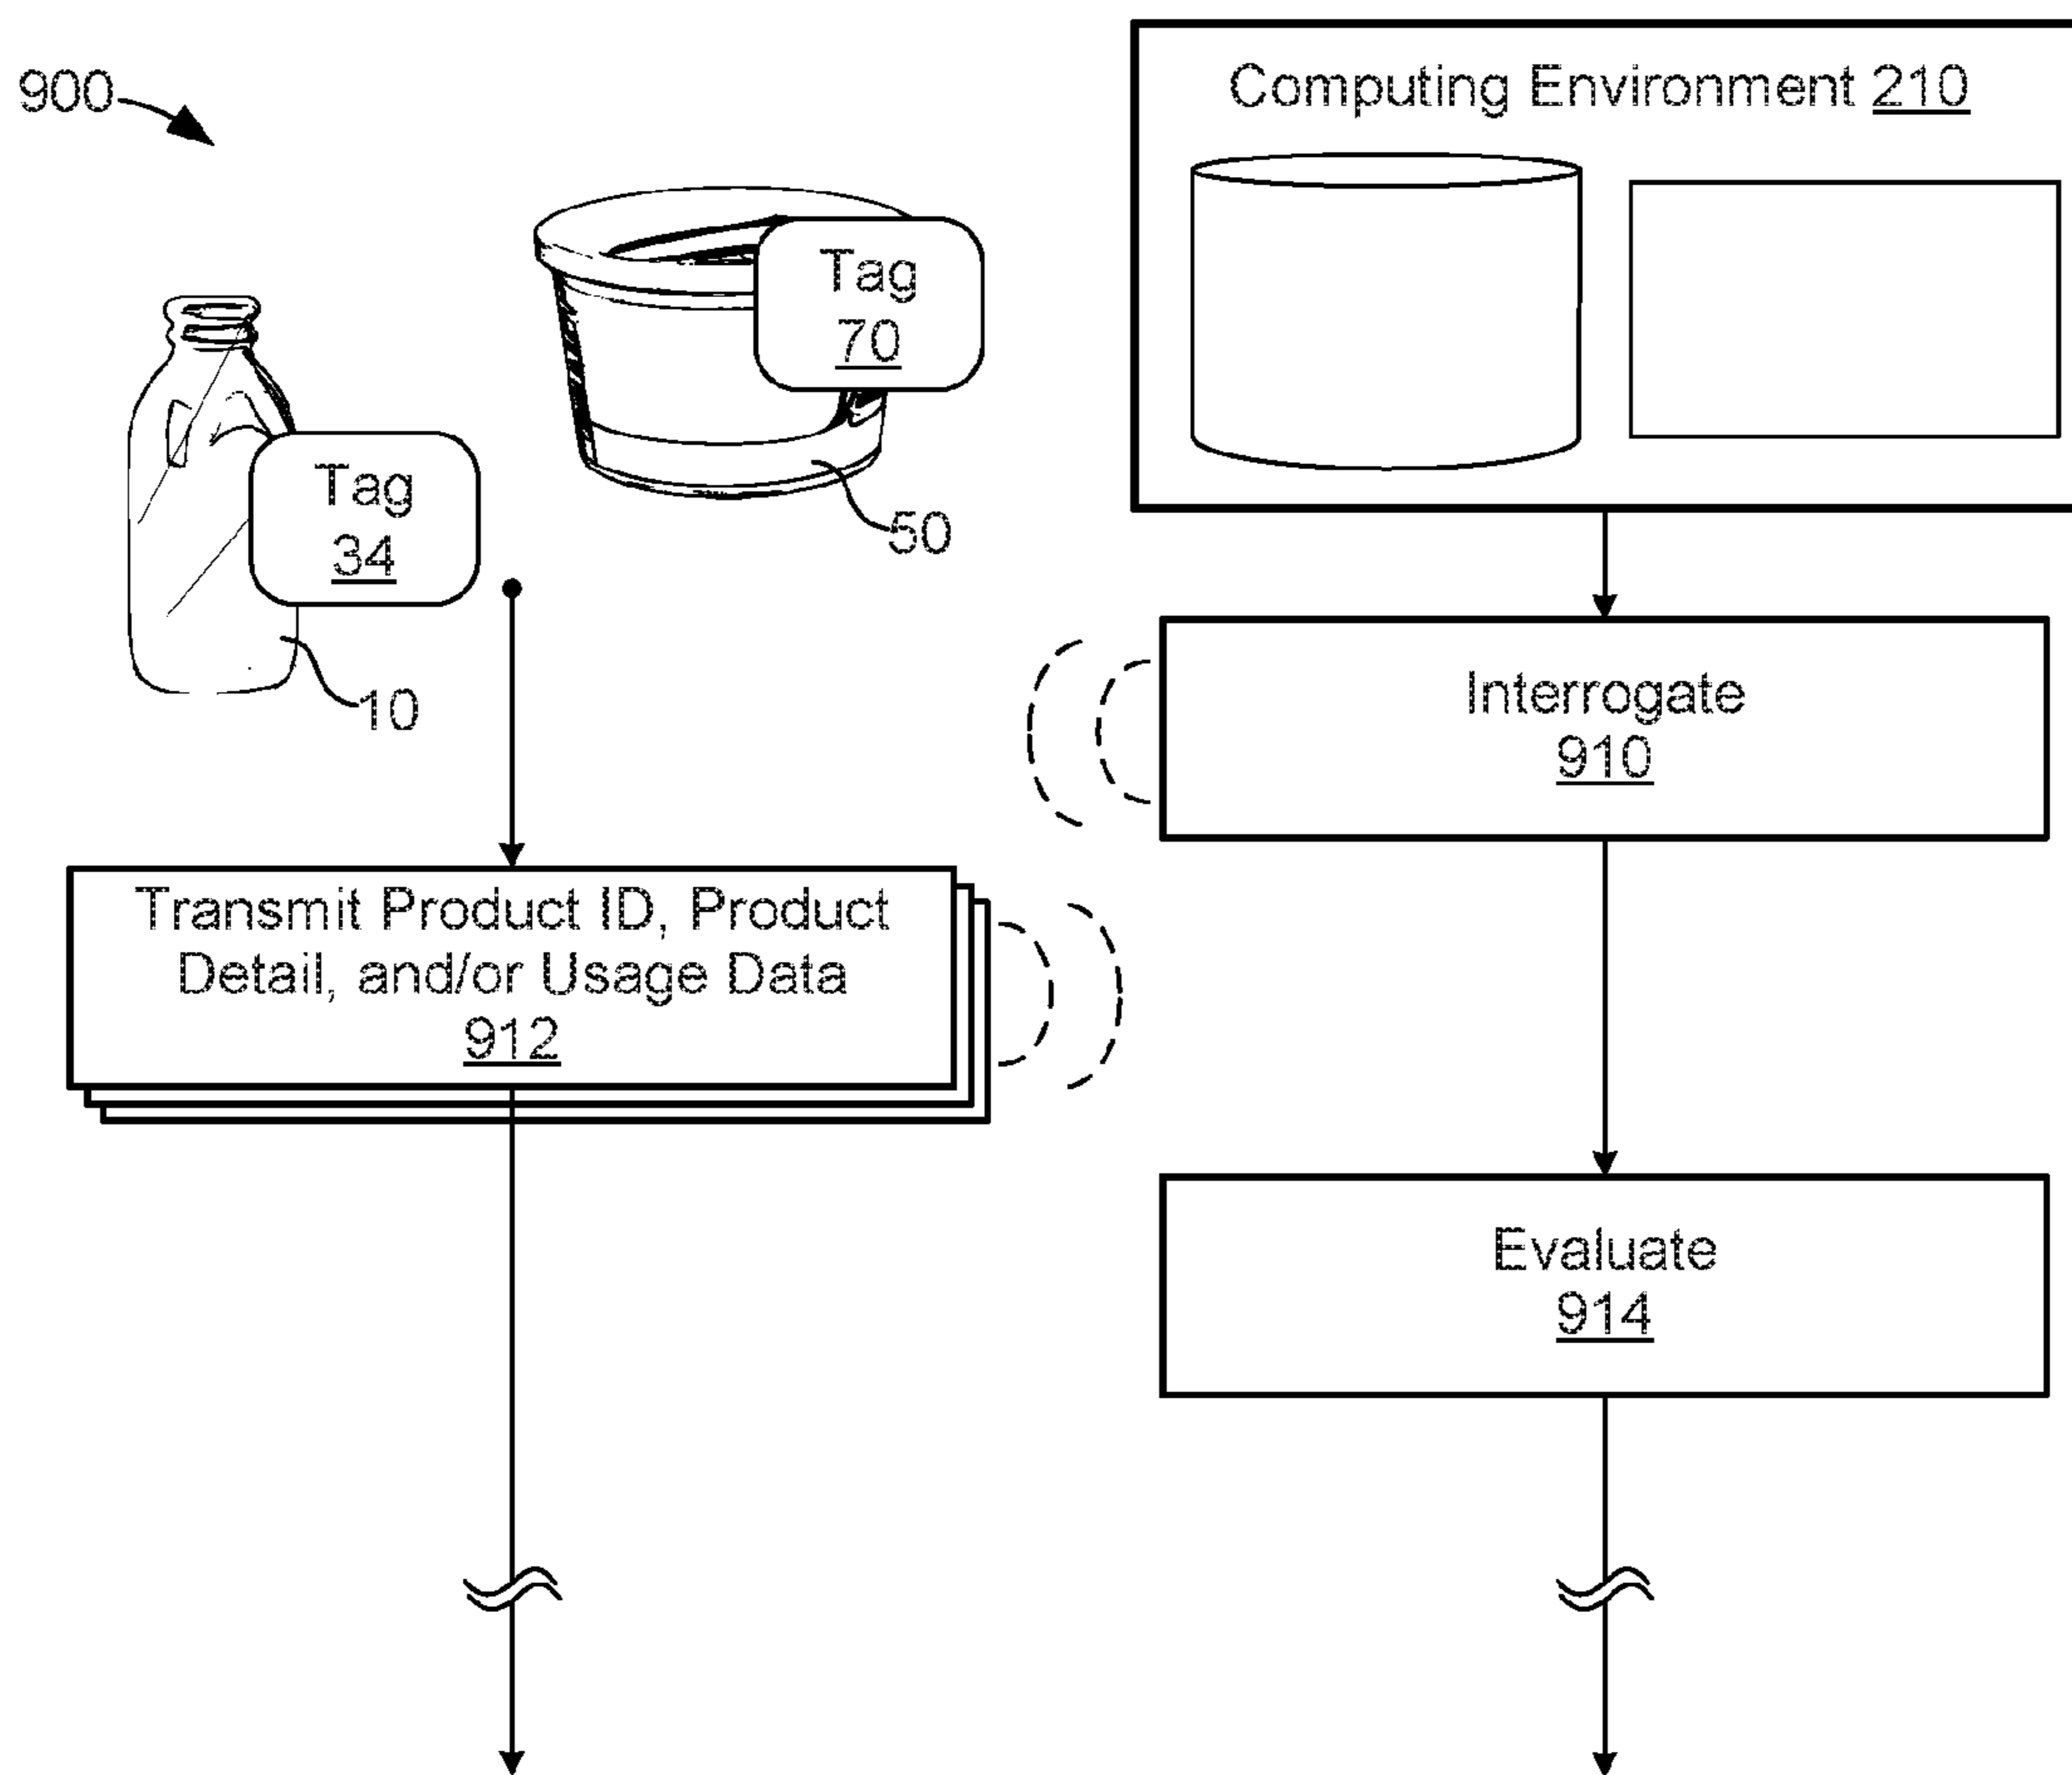 900
Computing Environment 210
Tag
70
Tag
34
50
10
Interrogate
910
Transmit Product ID, Product
Detail, and/or Usage Data
912
Evaluate
914